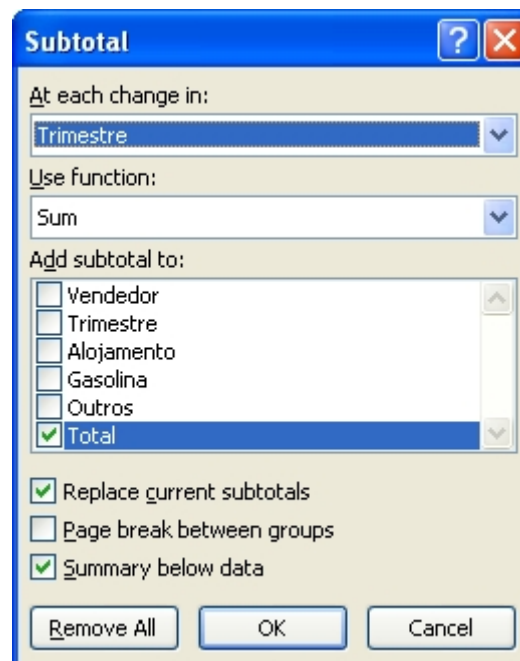 Subtotal
At each change in:
Trimestre
Use function:
Sum
Add subtotal to:
Vendedor
Trimestre
Alojamento
Gasolina
Outros
Total
Replace current subtotals
Page break between groups
Summary below data
Remove All OK Cancel